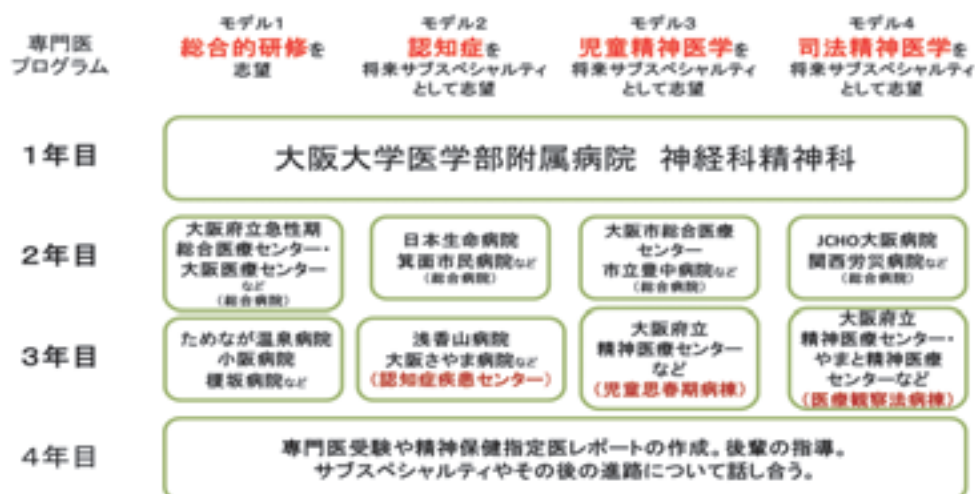 専門医
プログラム
モデル1
総合的研修を
志望
モデル2
認知症を
将来サブスペシャルティ
として志望
モデル3
児童精神医学を
将来サブスペシャルティ
として志望
モデル4
司法精神医学を
将来サブスペシャルティ
として志望
1年目
大阪大学医学部附属病院 神経科精神科
2年目
大阪府立急性期
総合医療センター・
大阪医療センター
など
(総合病院)
日本生命病院
箕面市民病院など
(総合病院)
大阪市総合医療
センター
市立豊中病院など
(総合病院)
JCHO大阪病院
関西労災病院など
(総合病院)
3年目
ためなが温泉病院
小阪病院
榎坂病院など
浅香山病院
大阪さやま病院など
(認知症疾患センター)
大阪府立
精神医療センター
など
(児童思春期病棟)
大阪府立
精神医療センター・
やまと精神医療
センターなど
(医療観察法病棟)
4年目
専門医受験や精神保健指定医レポートの作成。後輩の指導。
サブスペシャルティやその後の進路について話し合う。